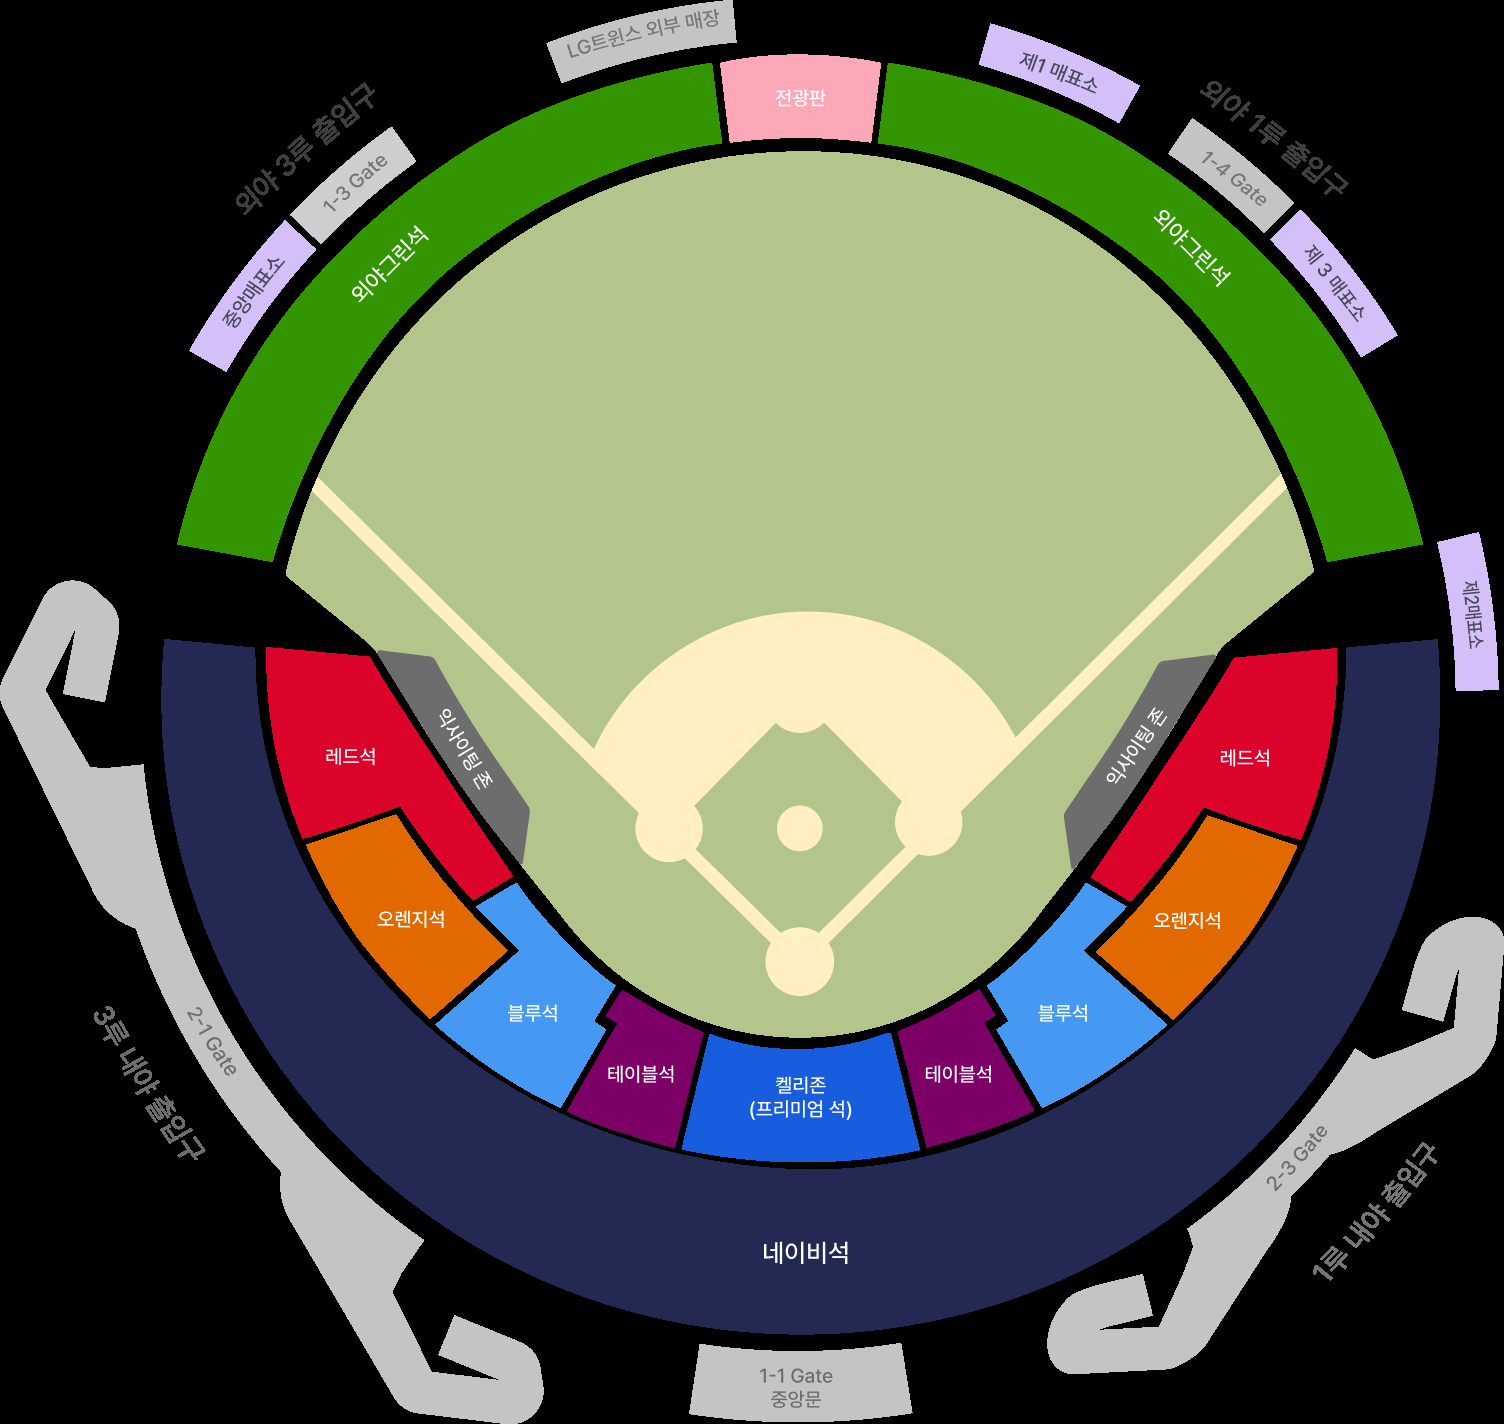 LG트윈스 외부 매장
제1 매표소
전광판
외야 3루 출입구
외야 1루 출입구
1-3 Gate
1-4 Gate
중앙매표소
외야그린석
외야그린석
제 3 매표소
제2매표소
레드석
익사이팅 존
익사이팅 존
레드석
오렌지석
오렌지석
블루석
블루석
2-1 Gate
3루 내야 출입구
테이블석
켈리존
(프리미엄 석)
테이블석
2-3 Gate
1루 내야 출입구
네이비석
1-1 Gate
중앙문